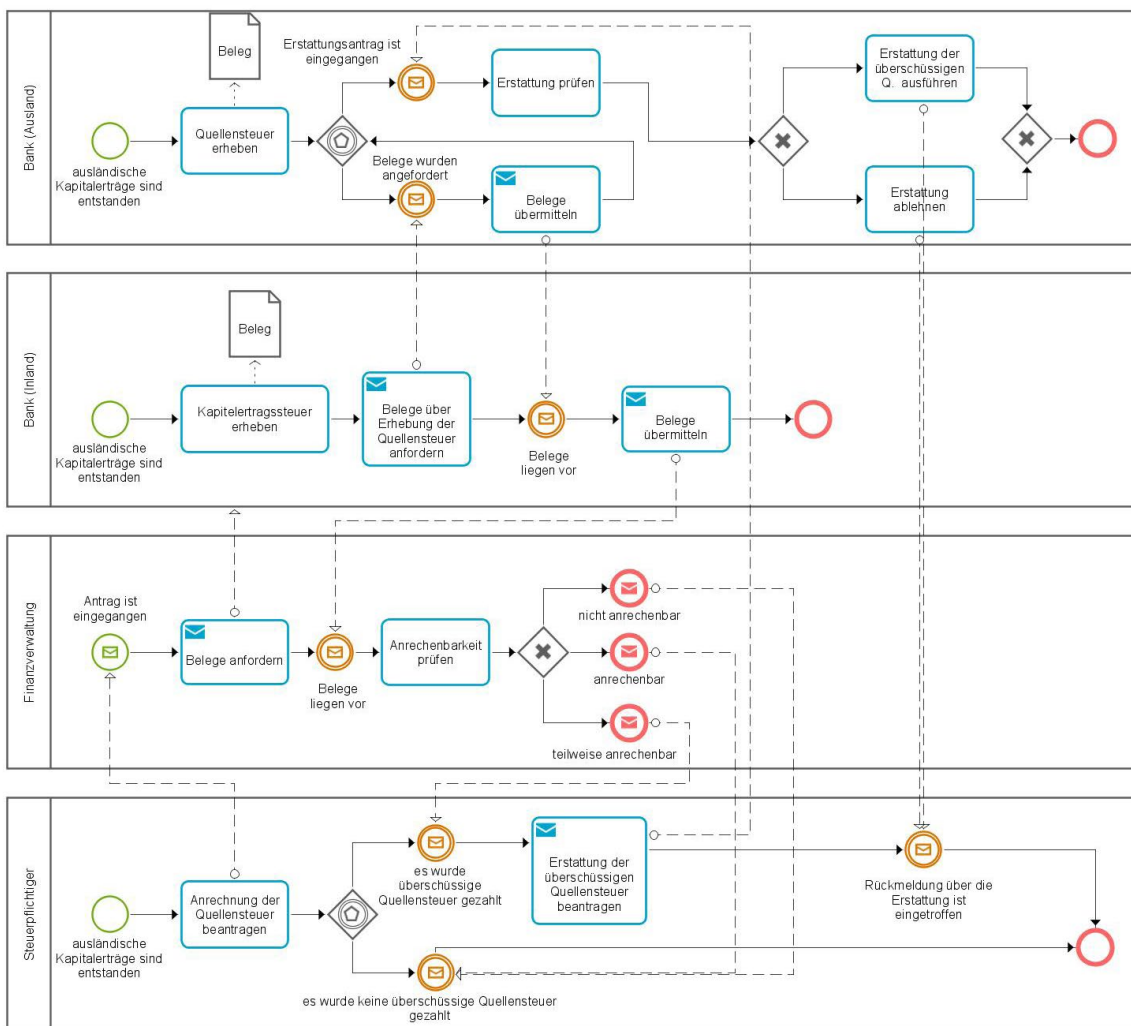 Bank (Ausland)
Beleg
Erstattungsantrag ist
eingegangen
Erstattung prüfen
Erstattung der
überschüssigen
Q. ausführen
Quellensteuer
erheben
ausländische
Kapitalerträge sind
entstanden
Belege wurden
angefordert
Belege
übermitteln
Erstattung
ablehnen
Bank (Inland)
Beleg
Kapitelertragssteuer
erheben
ausländische
Kapitalerträge sind
entstanden
Belege über
Erhebung der
Quellensteuer
anfordern
Belege
liegen vor
Belege
übermitteln
Finanzverwaltung
Antrag ist
eingegangen
Belege anfordern
Belege
liegen vor
Anrechenbarkeit
prüfen
nicht anrechenbar
anrechenbar
teilweise anrechenbar
Steuerpflichtiger
ausländische
Kapitalerträge sind
entstanden
Anrechnung der
Quellensteuer
beantragen
es wurde
überschüssige
Quellensteuer gezahlt
Erstattung der
überschüssigen
Quellensteuer
beantragen
Rückmeldung über die
Erstattung ist
eingetroffen
es wurde keine überschüssige Quellensteuer
gezahlt